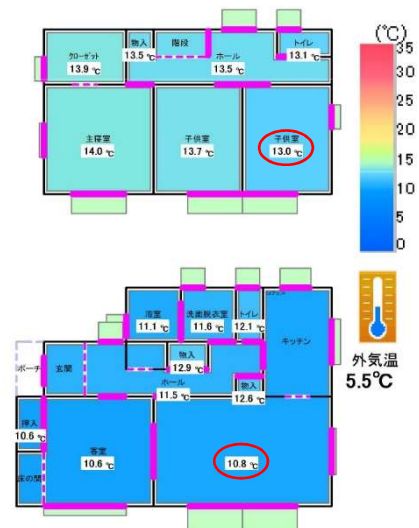 (℃)
35
30
25
20
15
10
5
0
クローゼット
13.9 ℃
物入
13.5 ℃
階段
ホール
13.5 ℃
トイレ
13.1 ℃
主寝室
14.0 ℃
子供室
13.7 ℃
子供室
13.0 ℃
浴室
11.1 ℃
洗面脱衣室
11.6 ℃
トイレ
12.1 ℃
キッチン
物入
12.9 ℃
ポーチ
玄関
ホール
11.5 ℃
物入
12.6 ℃
押入
10.6 ℃
客室
10.6 ℃
10.8 ℃
床の間
外気温
5.5℃